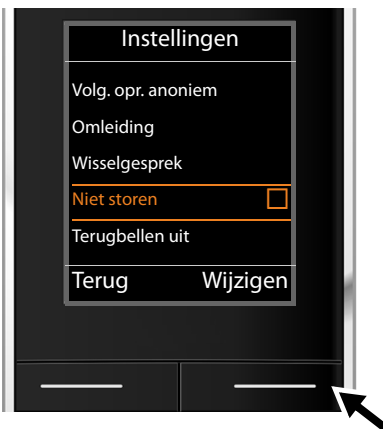 Instellingen
Volg. opr. anoniem
Omleiding
Wisselgesprek
Niet storen
Terugbellen uit
Terug Wijzigen